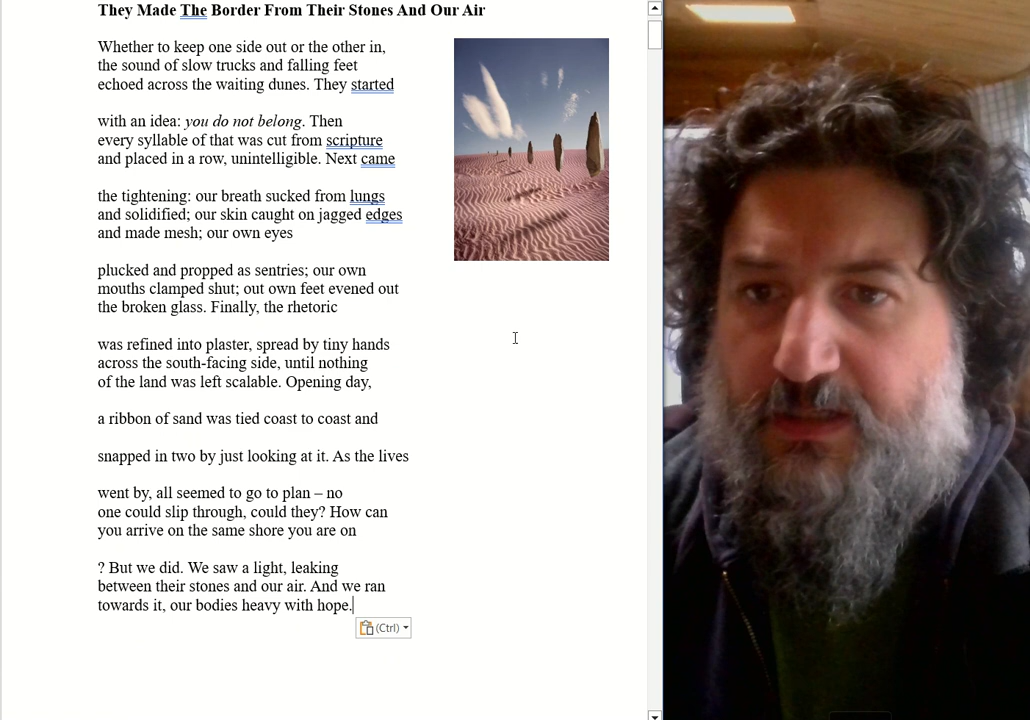 They Made The Border From Their Stones And Our Air
Whether to keep one side out or the other in,
the sound of slow trucks and falling feet
echoed across the waiting dunes. They started
with an idea: you do not belong. Then
every syllable of that was cut from scripture
and placed in a row, unintelligible. Next came
the tightening: our breath sucked from lungs
and solidified; our skin caught on jagged edges
and made mesh; our own eyes
plucked and propped as sentries; our own
mouths clamped shut; out own feet evened out
the broken glass. Finally, the rhetoric
was refined into plaster, spread by tiny hands
across the south-facing side, until nothing
of the land was left scalable. Opening day,
a ribbon of sand was tied coast to coast and
snapped in two by just looking at it. As the lives
went by, all seemed to go to plan – no
one could slip through, could they? How can
you arrive on the same shore you are on
? But we did. We saw a light, leaking
between their stones and our air. And we ran
towards it, our bodies heavy with hope.
(Ctrl)